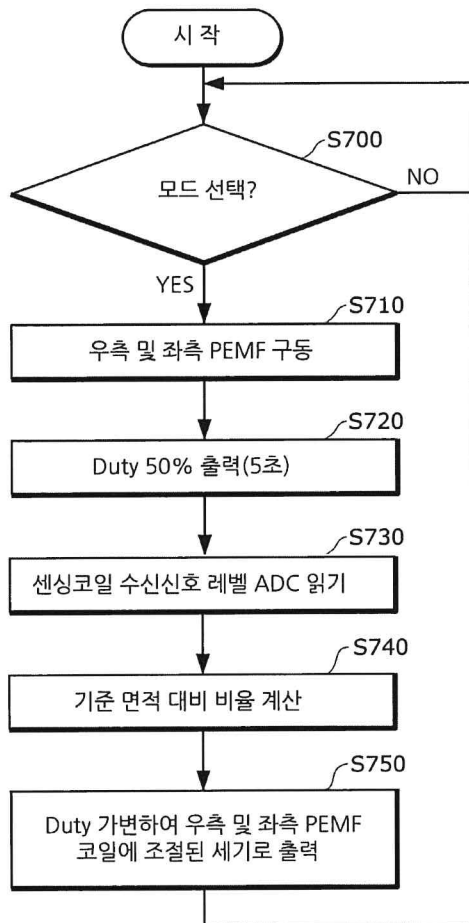 시 작
S700
모드 선택?
NO
YES
S710
우측 및 좌측 PEMF 구동
S720
Duty 50% 출력(5초)
S730
센싱코일 수신신호 레벨 ADC 읽기
S740
기준 면적 대비 비율 계산
S750
Duty 가변하여 우측 및 좌측 PEMF
코일에 조절된 세기로 출력